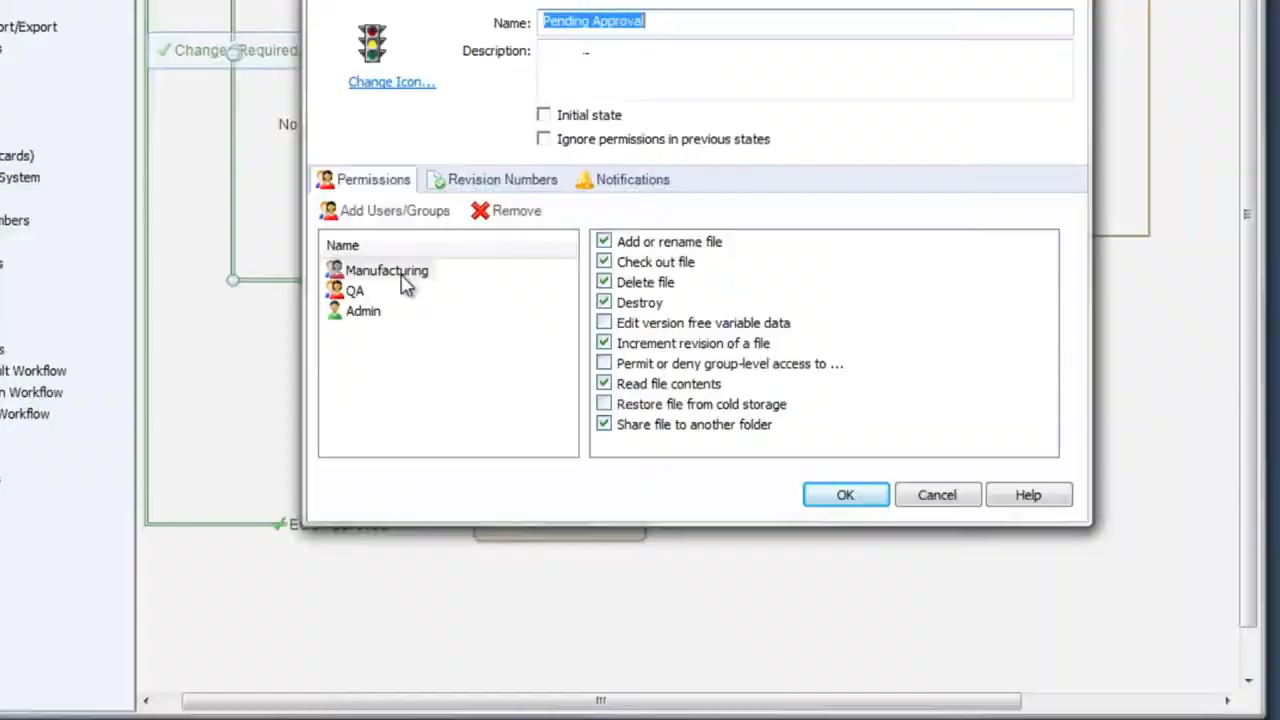 ort/Export
Change Required
cards)
System
mbers
lt Workflow
n Workflow
Workflow
No
Name:
Pending Approval
Change Icon...
Description:
Initial state
Ignore permissions in previous states
Permissions
Revision Numbers
Notifications
Add Users/Groups
Remove
Name
Manufacturing
QA
Admin
Add or rename file
Check out file
Delete file
Destroy
Edit version free variable data
Increment revision of a file
Permit or deny group-level access to ...
Read file contents
Restore file from cold storage
Share file to another folder
OK
Cancel
Help